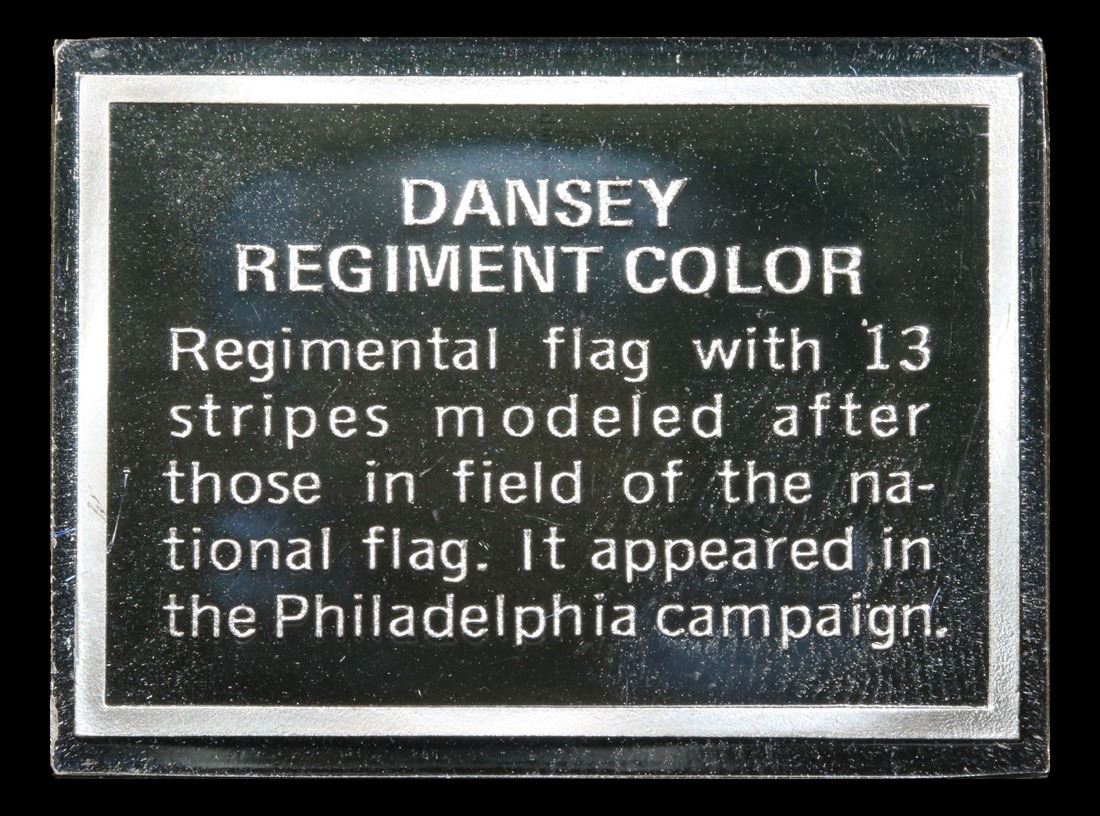 DANSEY
REGIMENT COLOR
Regimental flag with 13
stripes modeled after
those in field of the na-
tional flag. It appeared in
the Philadelphia campaign.